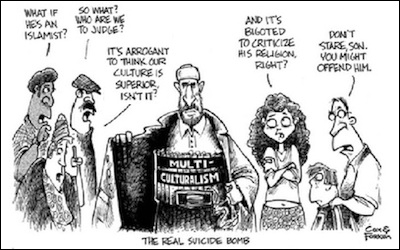 WHAT IF
HE'S AN
ISLAMIST?
SO WHAT?
WHO ARE WE
TO JUDGE?
IT'S ARROGANT
TO THINK OUR
CULTURE IS
SUPERIOR,
ISN'T IT?
AND IT'S
BIGOTED
TO CRITICIZE
HIS RELIGION,
RIGHT?
DON'T
STARE, SON.
YOU MIGHT
OFFEND HIM.
MULTI-
CULTURALISM
THE REAL SUICIDE BOMB
Cox &
Forkum